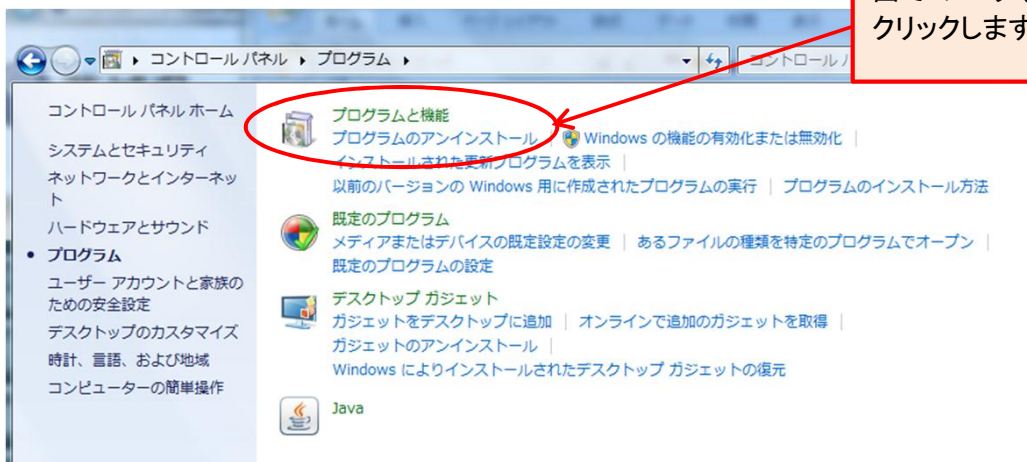 クリックします
コントロール パネル ▸ プログラム ▸
コントロール パネル ホーム
システムとセキュリティ
ネットワークとインターネッ
ト
ハードウェアとサウンド
プログラム
ユーザー アカウントと家族の
ための安全設定
デスクトップのカスタマイズ
時計、言語、および地域
コンピューターの簡単操作
プログラムと機能
プログラムのアンインストール | Windows の機能の有効化または無効化 |
インストールされた更新プログラムを表示 |
以前のバージョンの Windows 用に作成されたプログラムの実行 | プログラムのインストール方法
既定のプログラム
メディアまたはデバイスの既定設定の変更 | あるファイルの種類を特定のプログラムでオープン |
既定のプログラムの設定
デスクトップ ガジェット
ガジェットをデスクトップに追加 | オンラインで追加のガジェットを取得 |
ガジェットのアンインストール |
Windows によりインストールされたデスクトップ ガジェットの復元
Java